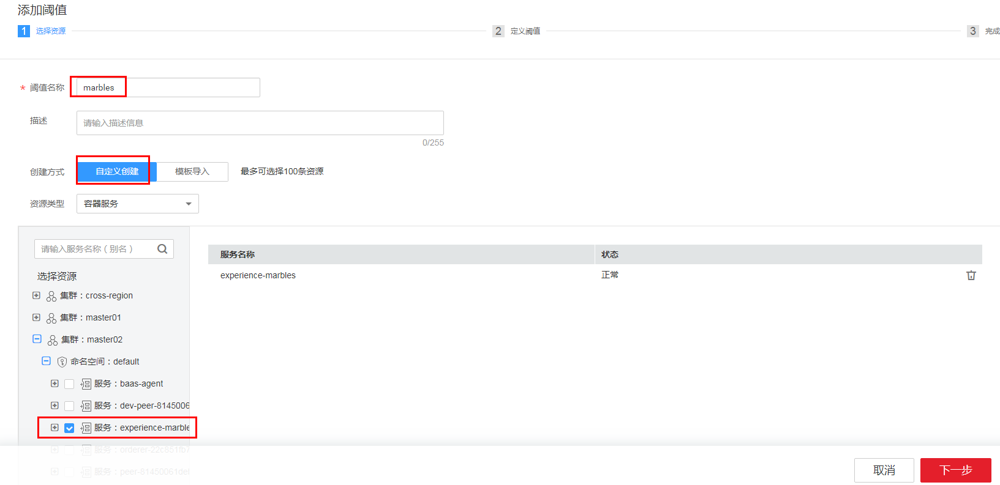 添加阈值
1 选择资源 2 定义阈值 3 完成
* 阈值名称 marbles
描述 请输入描述信息
0/255
创建方式 自定义创建 模板导入 最多可选择100条资源
资源类型 容器服务
请输入服务名称（别名）
服务名称 状态
experience-marbles 正常
选择资源
集群：cross-region
集群：master01
集群：master02
命名空间：default
服务：baas-agent
服务：dev-peer-8145006
服务：experience-marble
服务：orderer-22c851fb7
服务：peer-81450061def
取消 下一步